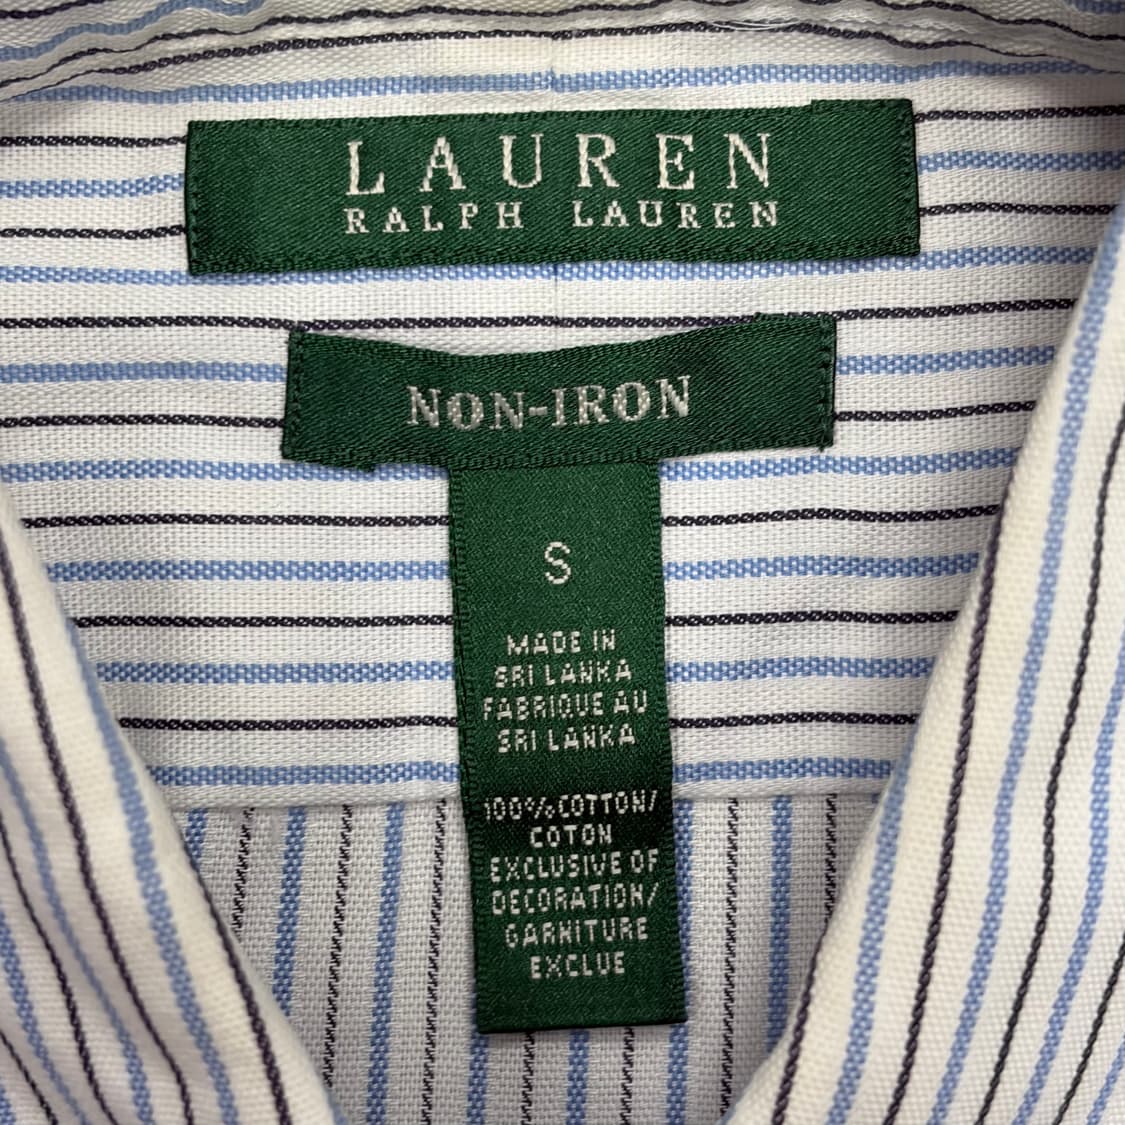 LAUREN
RALPH LAUREN
NON-IRON
S
MADE IN
SRI LANKA
FABRIQUE AU
SRI LANKA
100% COTTON/
COTON
EXCLUSIVE OF
DECORATION/
GARNITURE
EXCLUE